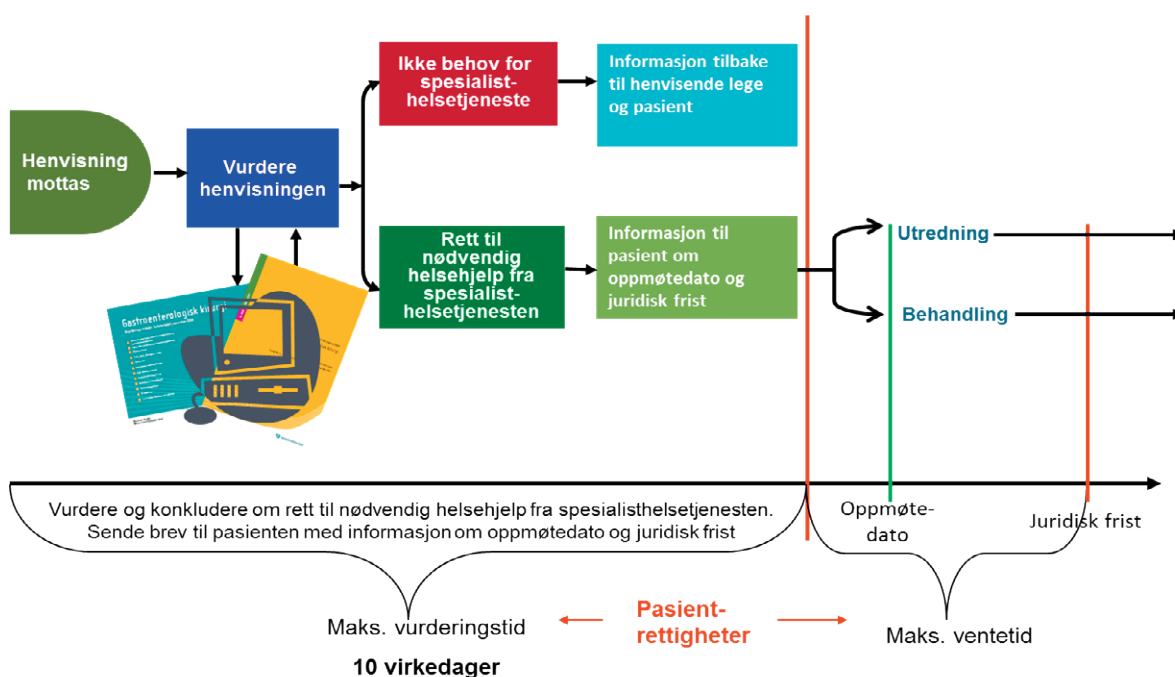 Henvisning
mottas
Vurdere
henvisningen
Ikke behov for
spesialist-
helsetjeneste
Informasjon tilbake
til henvisende lege
og pasient
Rett til
nødvendig
helsehjelp fra
spesialist-
helsetjenesten
Informasjon til
pasient om
oppmøtedato og
juridisk frist
Utredning
Behandling
Gastroenterologisk kirurgi
Vurdere og konkludere om rett til nødvendig helsehjelp fra spesialisthelsetjenesten.
Sende brev til pasienten med informasjon om oppmøtedato og juridisk frist
Oppmøte-
dato
Juridisk frist
Maks. vurderingstid
10 virkedager
Pasient-
rettigheter
Maks. ventetid